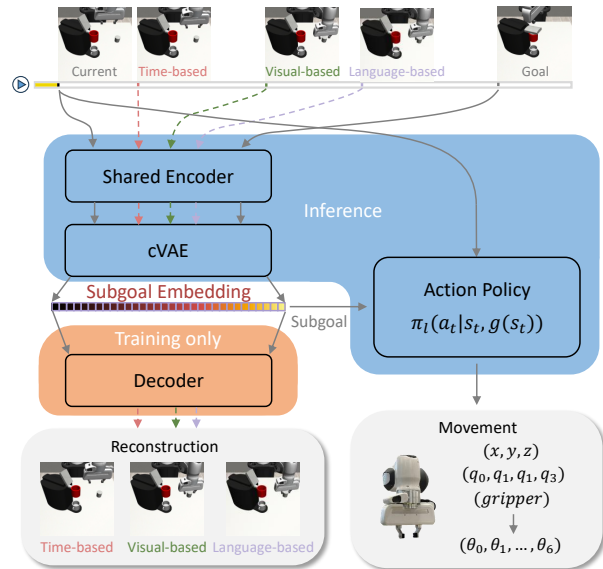 Current Time-based Visual-based Language-based Goal
Shared Encoder
Inference
cVAE
Subgoal Embedding
Subgoal
Action Policy
π_l(a_t|s_t, g(s_t))
Training only
Decoder
Reconstruction
Time-based Visual-based Language-based
Movement
(x, y, z)
(q_0, q_1, q_1, q_3)
(gripper)
(θ_0, θ_1, ..., θ_6)